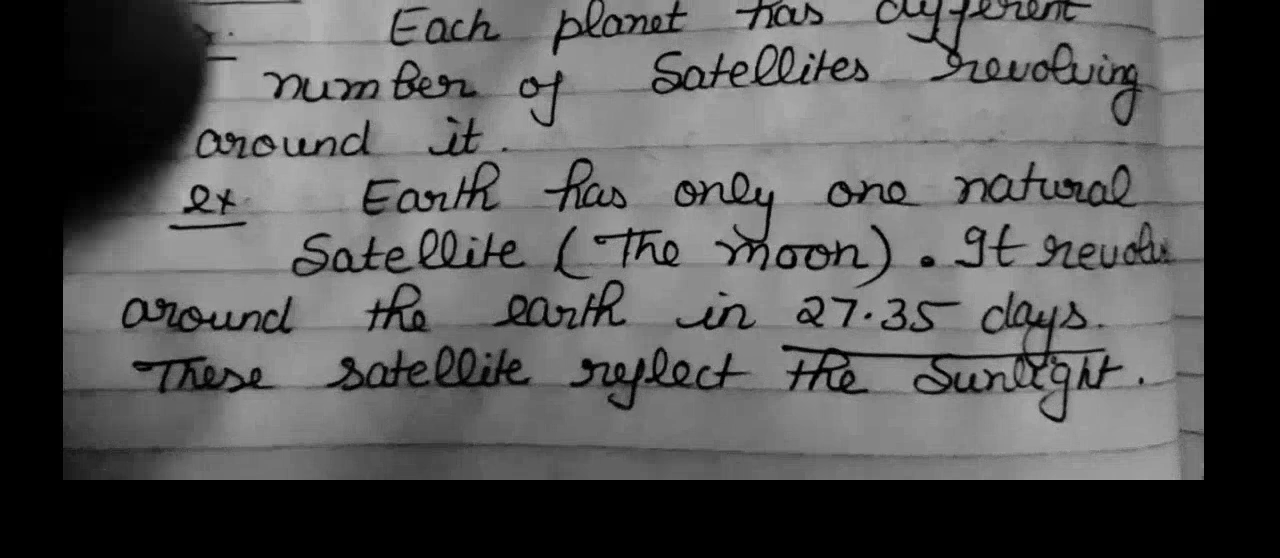 Each planet has different
number of Satellites revolving
around it.
ex Earth has only one natural
Satellite (The moon). It
around the earth in 27.35 days.
These satellite reflect the Sunlight.